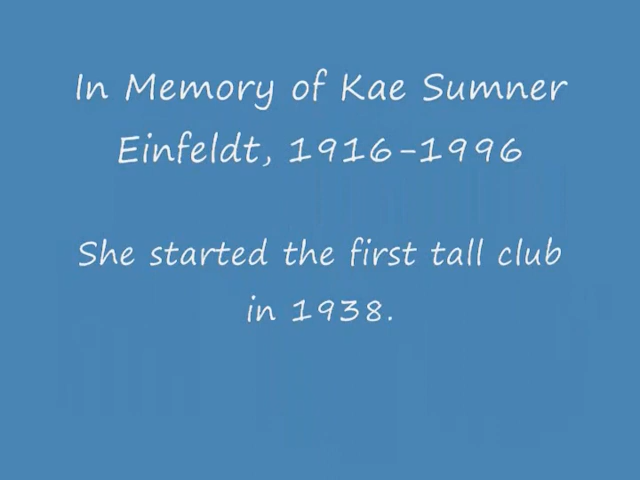 In Memory of Kae Sumner
Einfeldt, 1916-1996
She started the first tall club
in 1938.